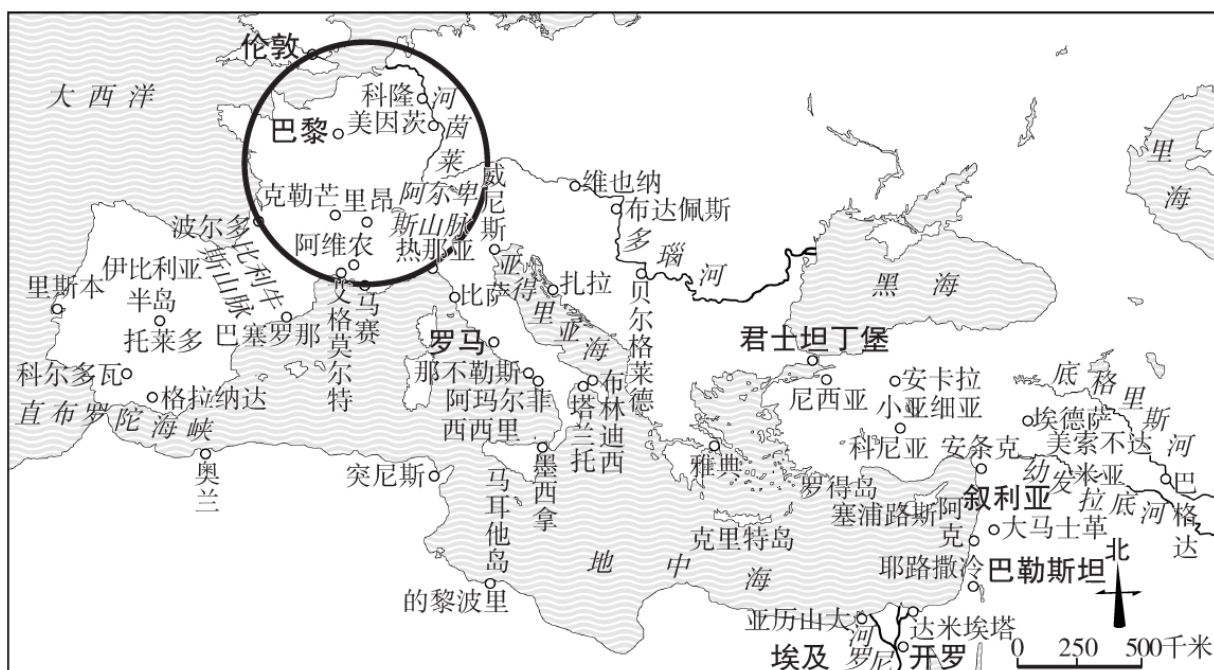 伦敦
大西洋
科隆
巴黎
美因茨
莱茵河
里海
克勒芒
里昂
阿尔卑斯山脉
威尼斯
维也纳
布达佩斯
多瑙河
波尔多
阿维农
热那亚
比利牛斯山脉
里斯本
伊比利亚半岛
托莱多
巴塞罗那
艾格莫尔特
马赛
比萨
亚得里亚海
扎拉
贝尔格莱德
黑海
罗马
君士坦丁堡
科尔多瓦
格拉纳达
直布罗陀海峡
那不勒斯
阿玛尔菲
西西里
塔兰托
布林迪西
尼西亚
安卡拉
小亚细亚
科尼亚
底格里斯河
埃德萨
美索不达米亚
安条克
幼发拉底河
巴格达
奥兰
突尼斯
马耳他岛
墨西拿
雅典
罗得岛
塞浦路斯
叙利亚
阿克
大马士革
克里特岛
地中海
耶路撒冷
巴勒斯坦
北
的黎波里
亚历山大
达米埃塔
尼罗河
埃及
开罗
0 250 500千米